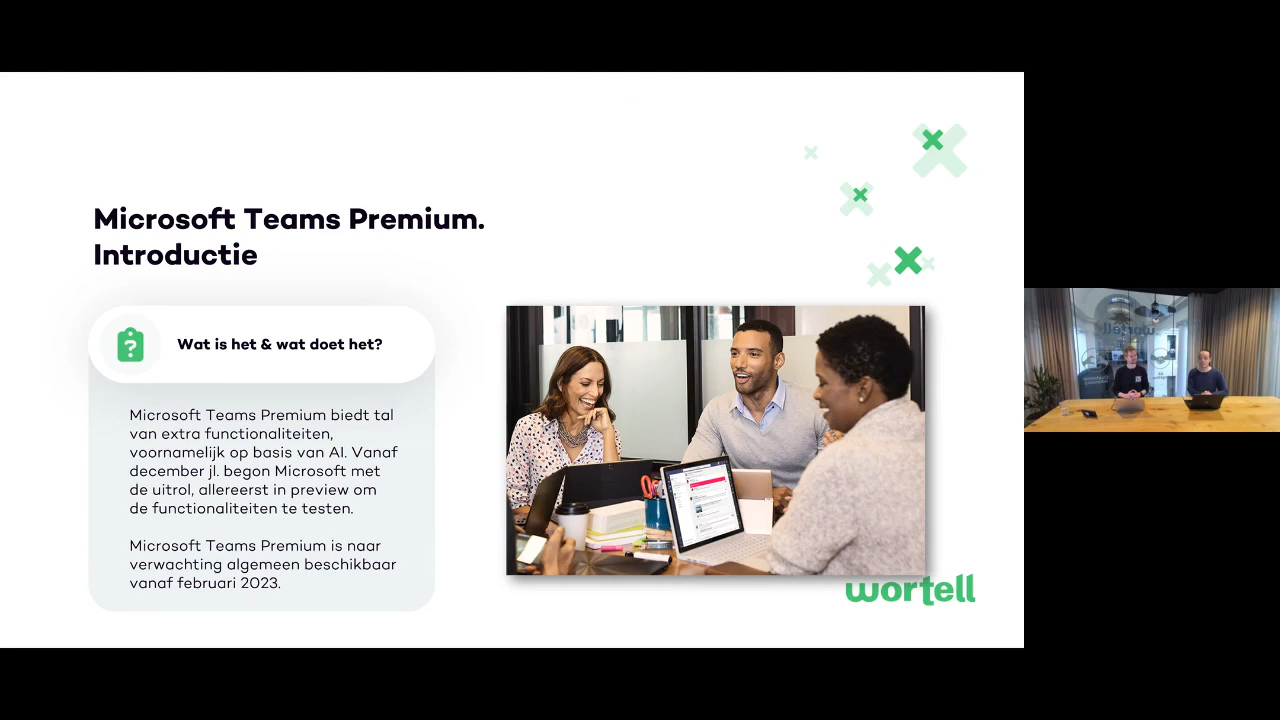 Microsoft Teams Premium.
Introductie
Wat is het & wat doet het?
Microsoft Teams Premium biedt tal
van extra functionaliteiten,
voornamelijk op basis van AI. Vanaf
december jl. begon Microsoft met
de uitrol, allereerst in preview om
de functionaliteiten te testen.
Microsoft Teams Premium is naar
verwachting algemeen beschikbaar
vanaf februari 2023.
wortell